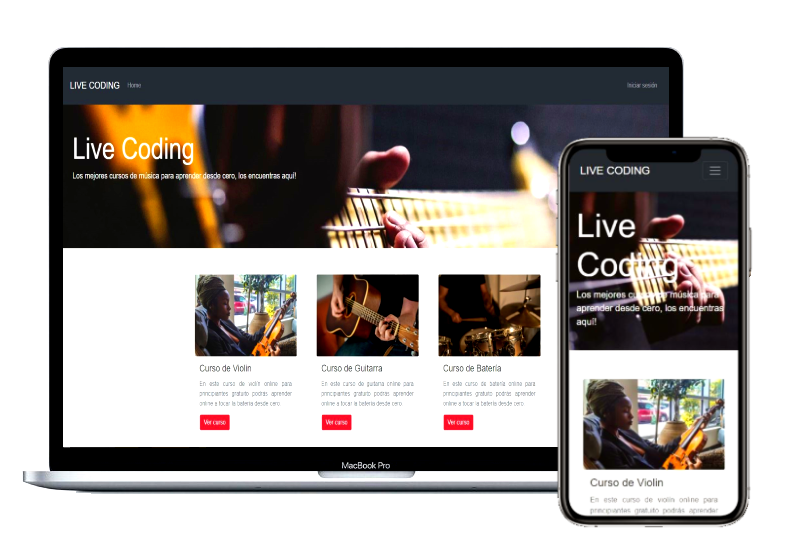 LIVE CODING Home Iniciar sesión
Live Coding
Los mejores cursos de música para aprender desde cero, los encuentras aquí!
Curso de Violin
En este curso de violin online para
principiantes gratuito podrás aprender
online a tocar la batería desde cero
Ver curso
Curso de Guitarra
En este curso de guitarra online para
principiantes gratuito podrás aprender
online a tocar la batería desde cero
Ver curso
Curso de Batería
En este curso de batería online para
principiantes gratuito podrás aprender
online a tocar la batería desde cero
Ver curso
MacBook Pro
LIVE CODING
Live
Coding
Los mejores cursos de música para
aprender desde cero, los encuentras
aquí!
Curso de Violin
En este curso de violin online para
principiantes gratuito podrás aprender